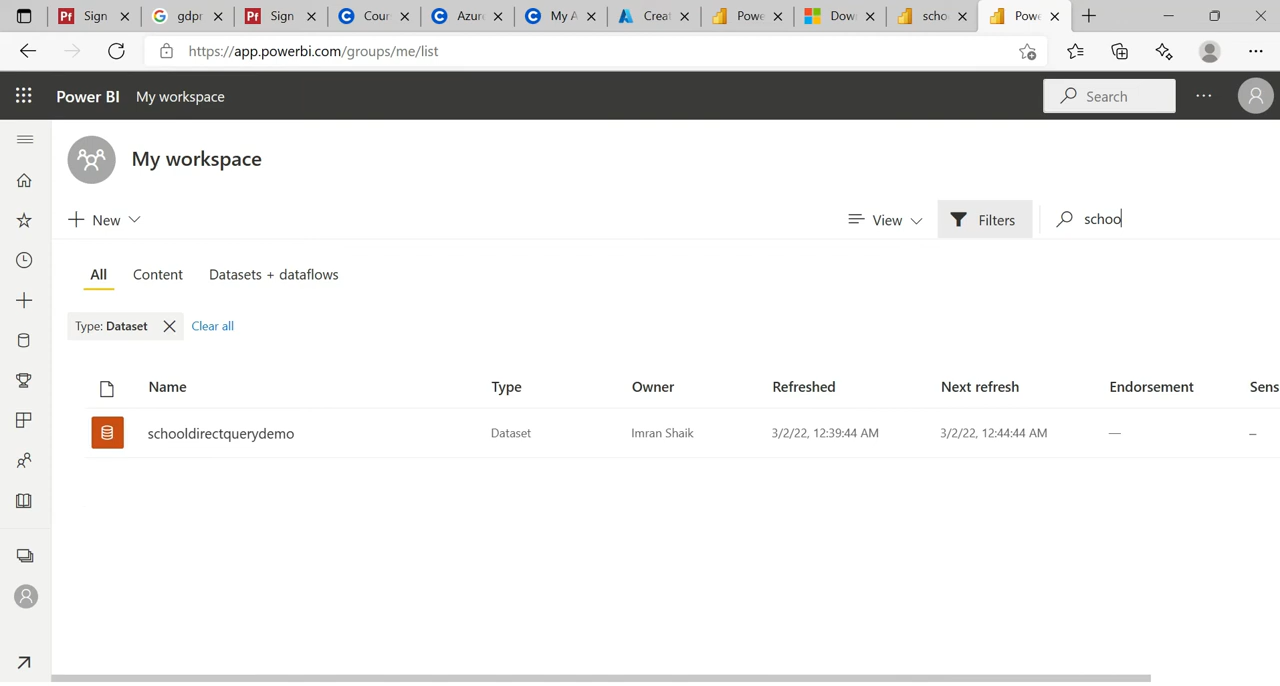 Sign
gdpr
Sign
Cour
Azur
My A
Creat
Powe
Dow
scho
Powe
https://app.powerbi.com/groups/me/list
Power BI My workspace
Search
My workspace
New
View
Filters
schoo
All Content Datasets + dataflows
Type: Dataset
Clear all
Name Type Owner Refreshed Next refresh Endorsement Sens
schooldirectquerydemo Dataset Imran Shaik 3/2/22, 12:39:44 AM 3/2/22, 12:44:44 AM — –